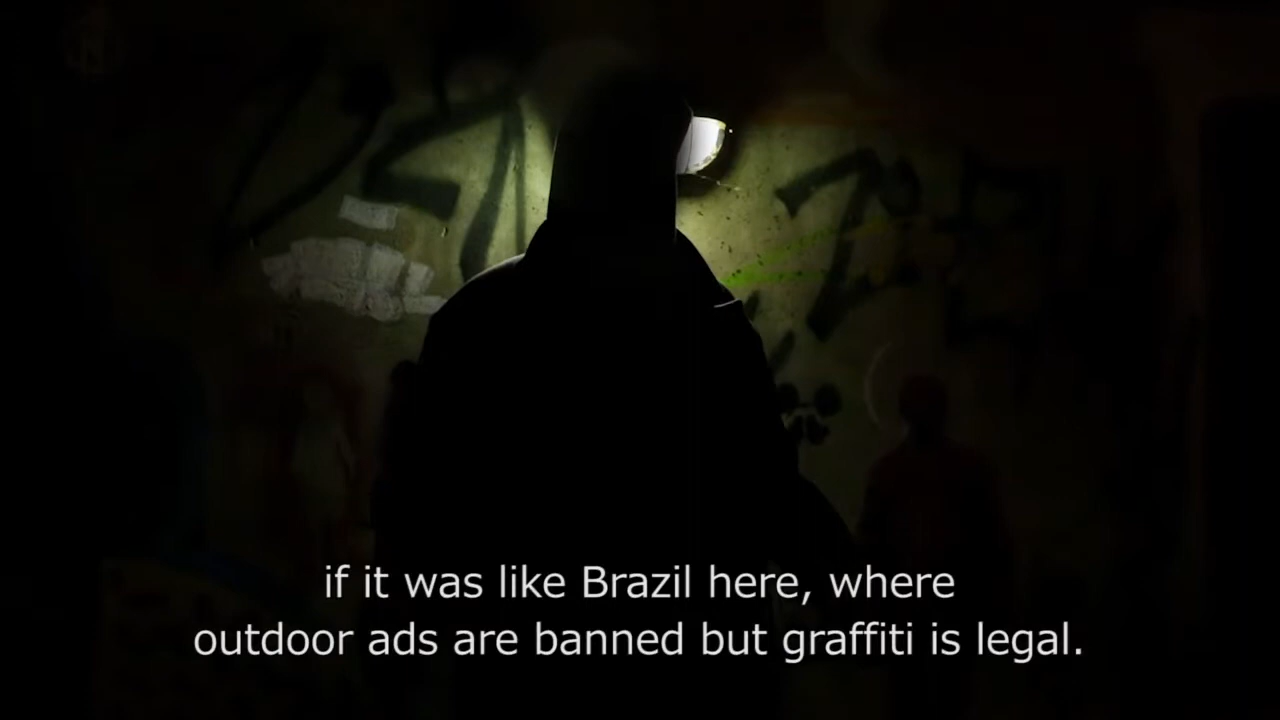 if it was like Brazil here, where
outdoor ads are banned but graffiti is legal.